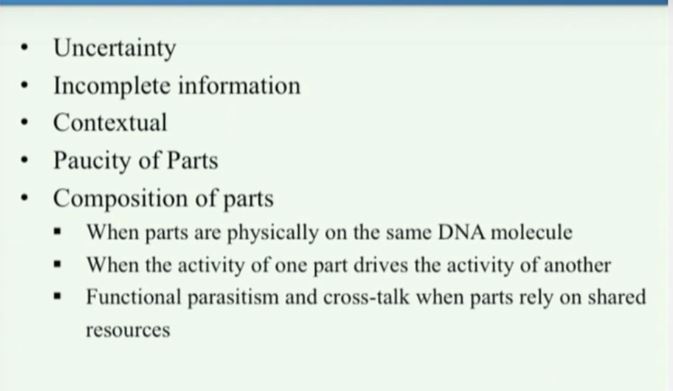 • Uncertainty
• Incomplete information
• Contextual
• Paucity of Parts
• Composition of parts
▪ When parts are physically on the same DNA molecule
▪ When the activity of one part drives the activity of another
▪ Functional parasitism and cross-talk when parts rely on shared
resources